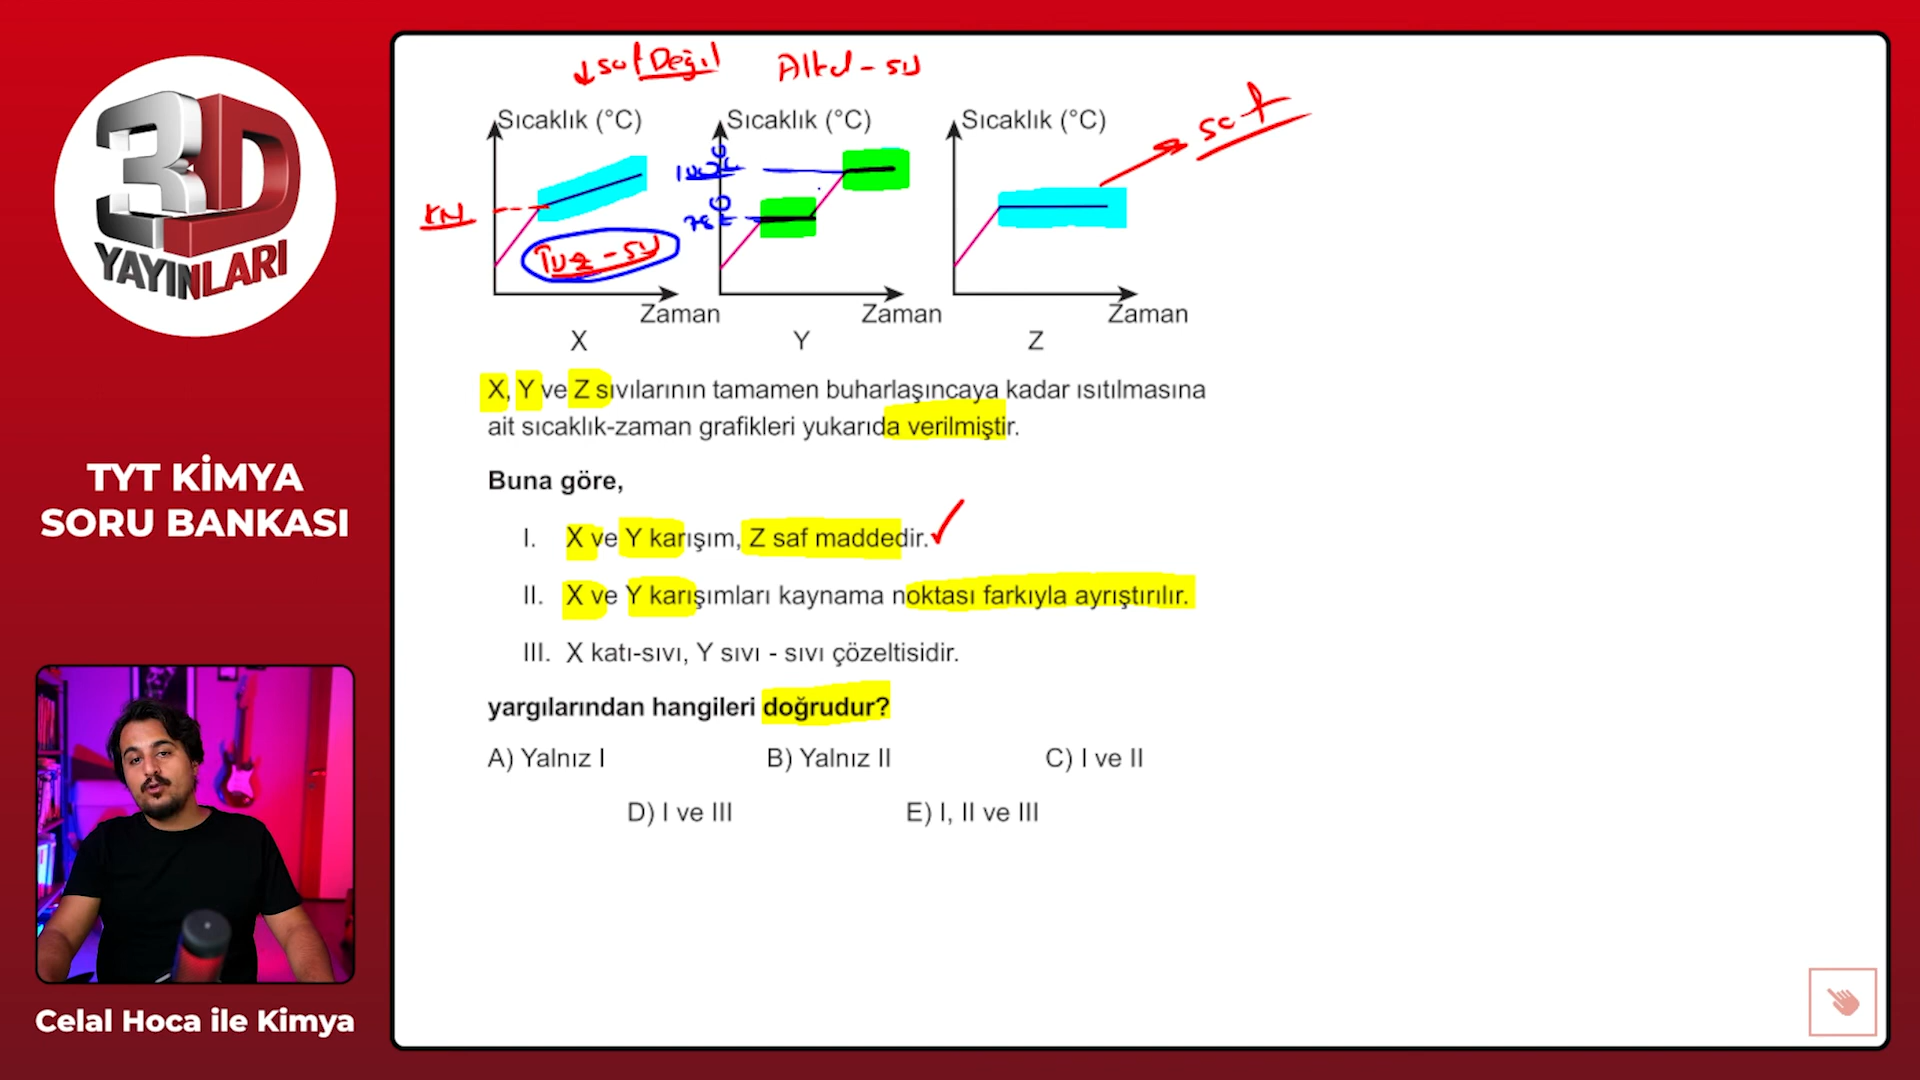 3D
YAYINLARI
TYT KİMYA
SORU BANKASI
Celal Hoca ile Kimya
saf Değil
Alkol - su
saf
Sıcaklık (°C)
Sıcaklık (°C)
Sıcaklık (°C)
100°C
78°C
KN
Tuz - su
Zaman
Zaman
Zaman
X
Y
Z
X, Y ve Z sıvılarının tamamen buharlaşıncaya kadar ısıtılmasına
ait sıcaklık-zaman grafikleri yukarıda verilmiştir.
Buna göre,
I. X ve Y karışım, Z saf maddedir.
II. X ve Y karışımları kaynama noktası farkıyla ayrıştırılır.
III. X katı-sıvı, Y sıvı - sıvı çözeltisidir.
yargılarından hangileri doğrudur?
A) Yalnız I
B) Yalnız II
C) I ve II
D) I ve III
E) I, II ve III